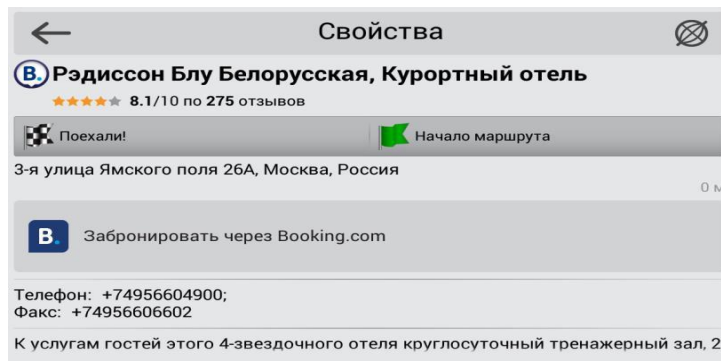 Свойства
B. Рэдиссон Блу Белорусская, Курортный отель
8.1/10 по 275 отзывов
Поехали! Начало маршрута
3-я улица Ямского поля 26А, Москва, Россия
0 м
B. Забронировать через Booking.com
Телефон: +74956604900;
Факс: +74956606602
К услугам гостей этого 4-звездочного отеля круглосуточный тренажерный зал, 2